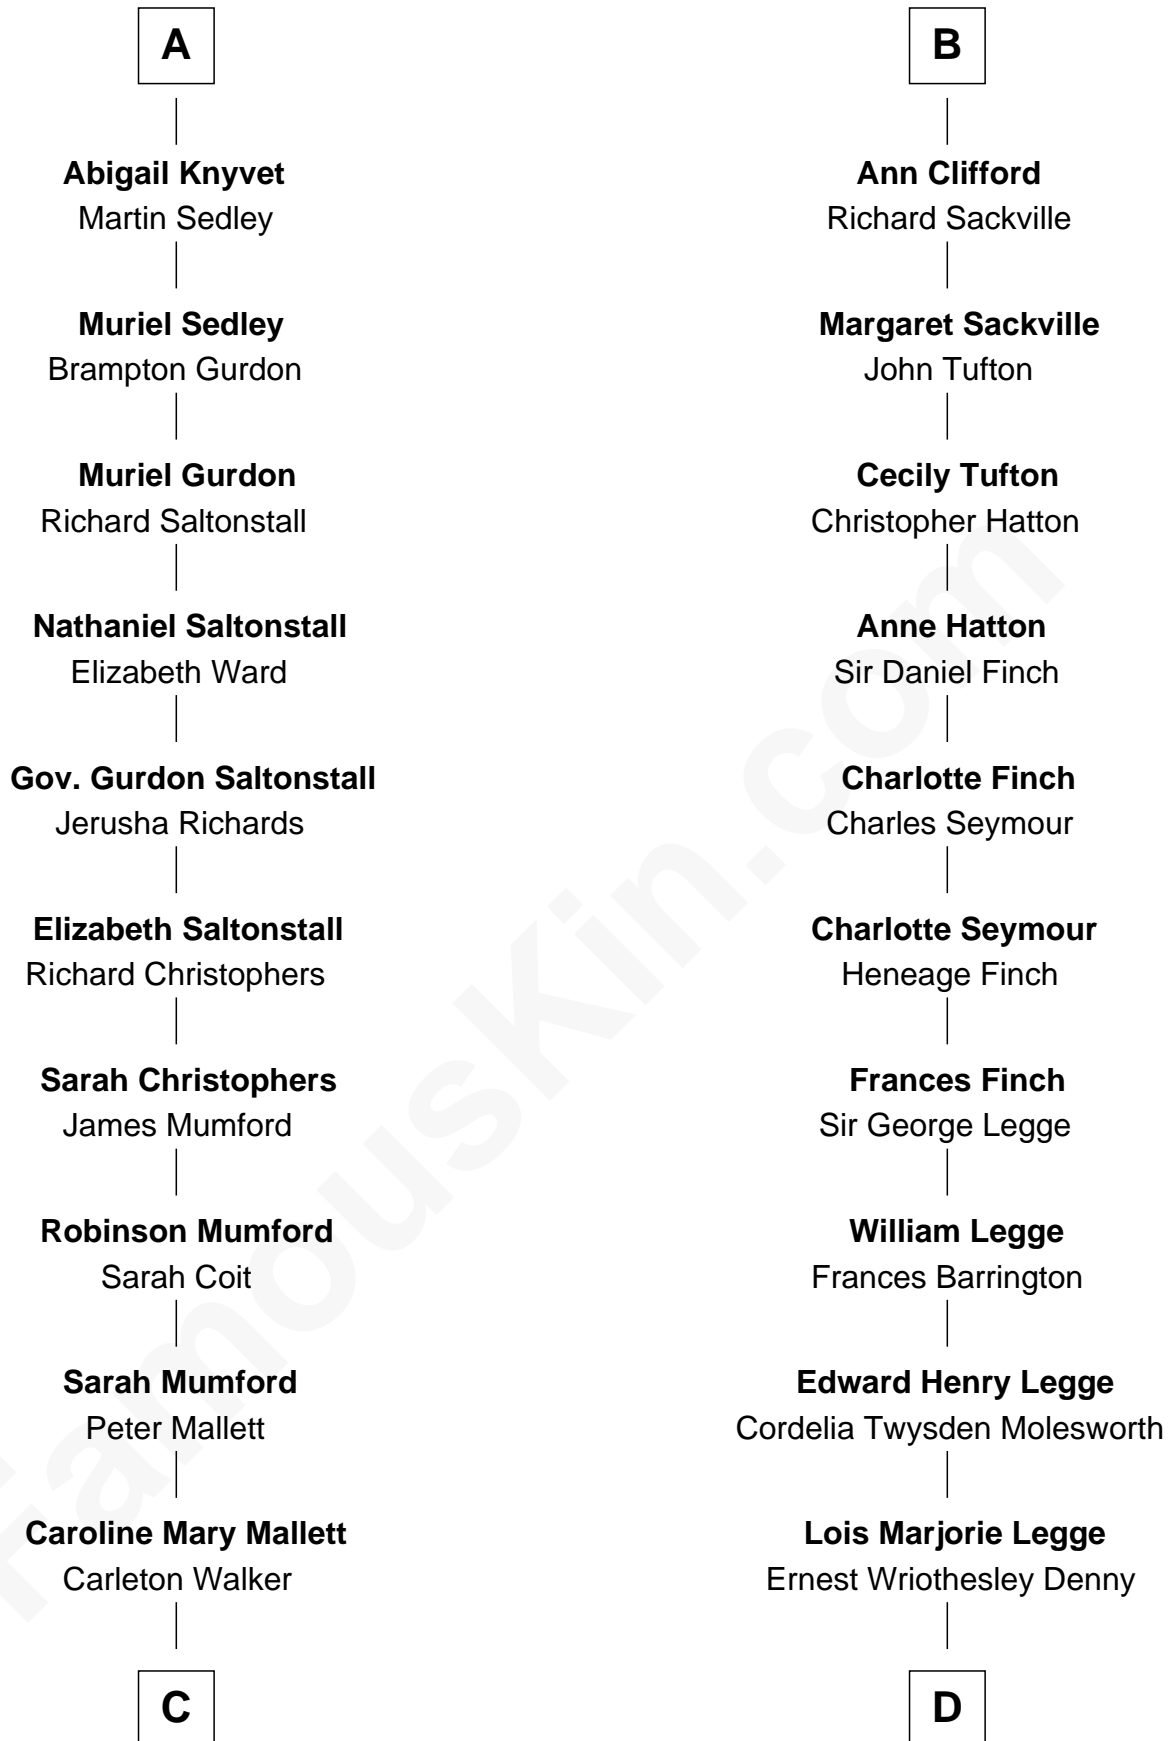 A
Abigail Knyvet
Martin Sedley
Muriel Sedley
Brampton Gurdon
Muriel Gurdon
Richard Saltonstall
Nathaniel Saltonstall
Elizabeth Ward
Gov. Gurdon Saltonstall
Jerusha Richards
Elizabeth Saltonstall
Richard Christophers
Sarah Christophers
James Mumford
Robinson Mumford
Sarah Coit
Sarah Mumford
Peter Mallett
Caroline Mary Mallett
Carleton Walker
C
B
Ann Clifford
Richard Sackville
Margaret Sackville
John Tufton
Cecily Tufton
Christopher Hatton
Anne Hatton
Sir Daniel Finch
Charlotte Finch
Charles Seymour
Charlotte Seymour
Heneage Finch
Frances Finch
Sir George Legge
William Legge
Frances Barrington
Edward Henry Legge
Cordelia Twysden Molesworth
Lois Marjorie Legge
Ernest Wriothesley Denny
D
FamousKin.com